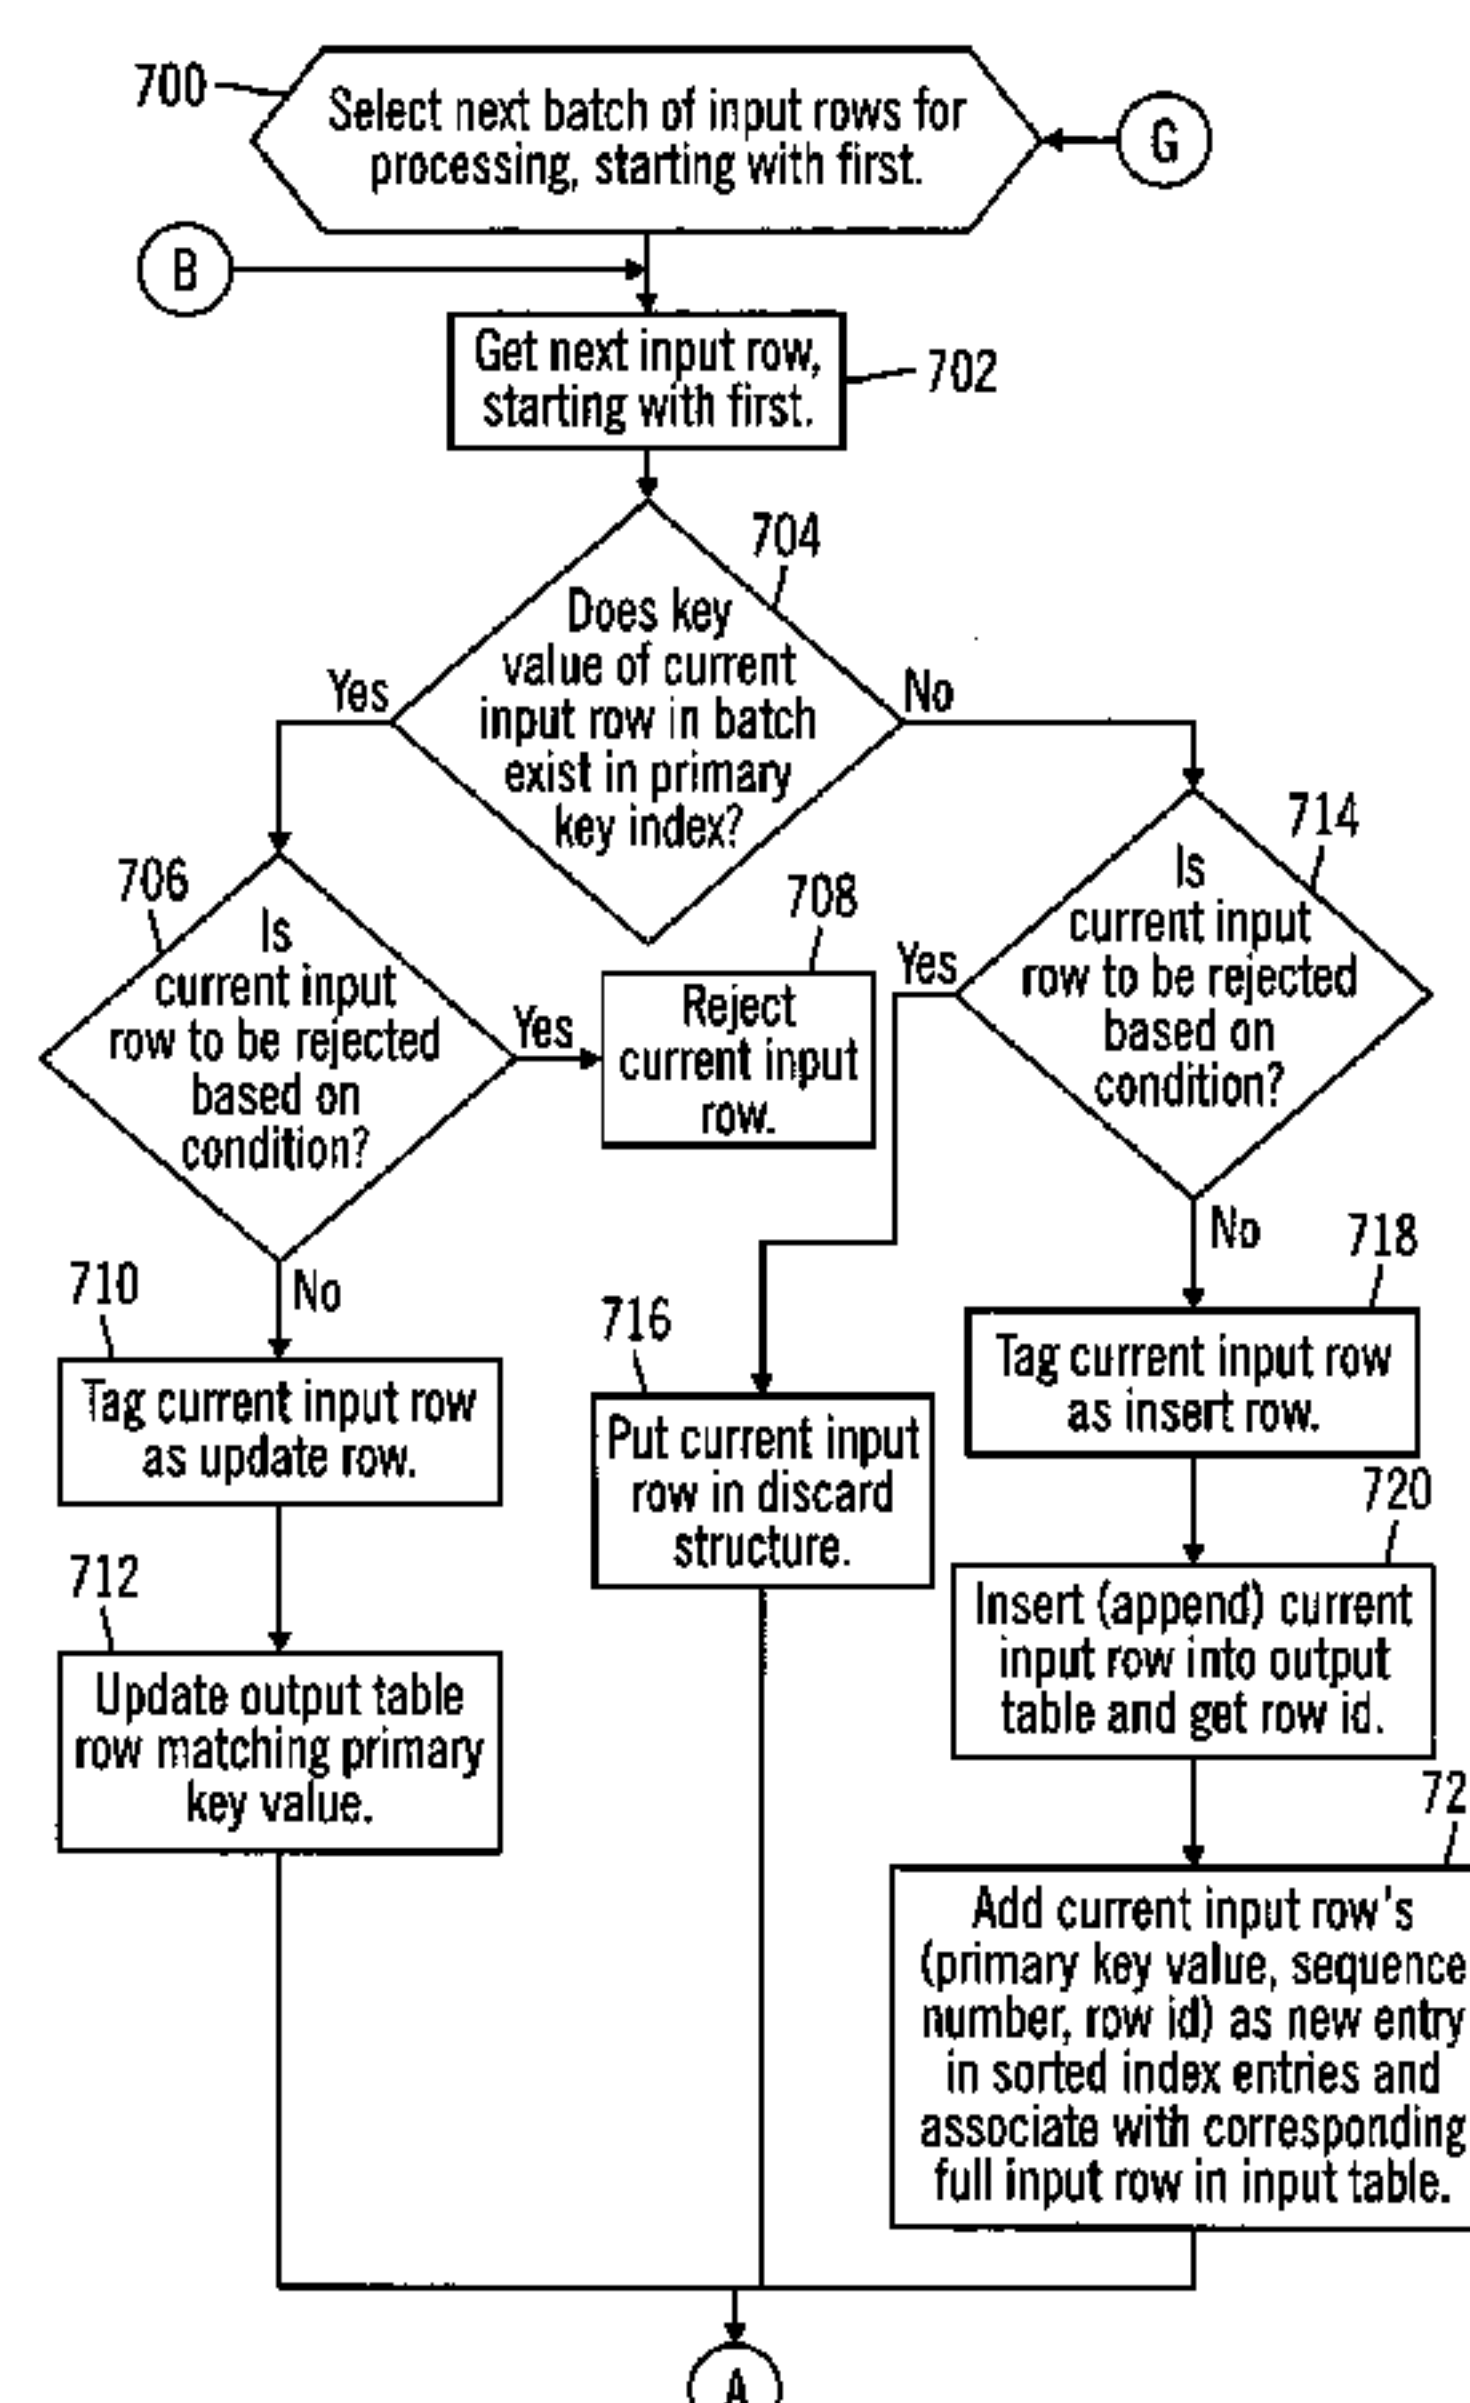 700
Select next batch of input rows for
processing, starting with first.
G
B
Get next input row,
starting with first.
702
704
Does key
value of current
input row in batch
exist in primary
key index?
Yes
No
706
Is
current input
row to be rejected
based on
condition?
Yes
No
708
Reject
current input
row.
714
Is
current input
row to be rejected
based on
condition?
Yes
No
710
Tag current input row
as update row.
712
Update output table
row matching primary
key value.
716
Put current input
row in discard
structure.
718
Tag current input row
as insert row.
720
Insert (append) current
input row into output
table and get row id.
72
Add current input row's
(primary key value, sequence
number, row id) as new entry
in sorted index entries and
associate with corresponding
full input row in input table.
A